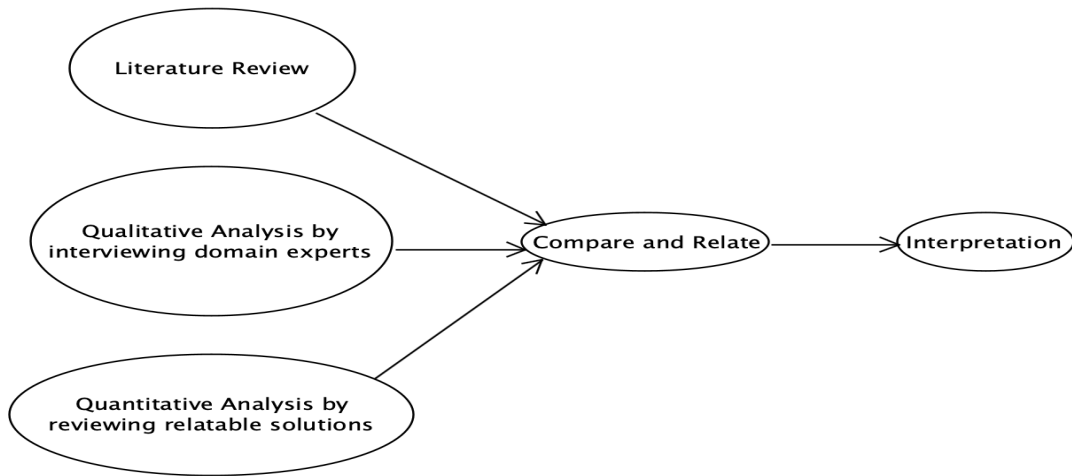 Literature Review
Qualitative Analysis by
interviewing domain experts
Compare and Relate
Interpretation
Quantitative Analysis by
reviewing relatable solutions